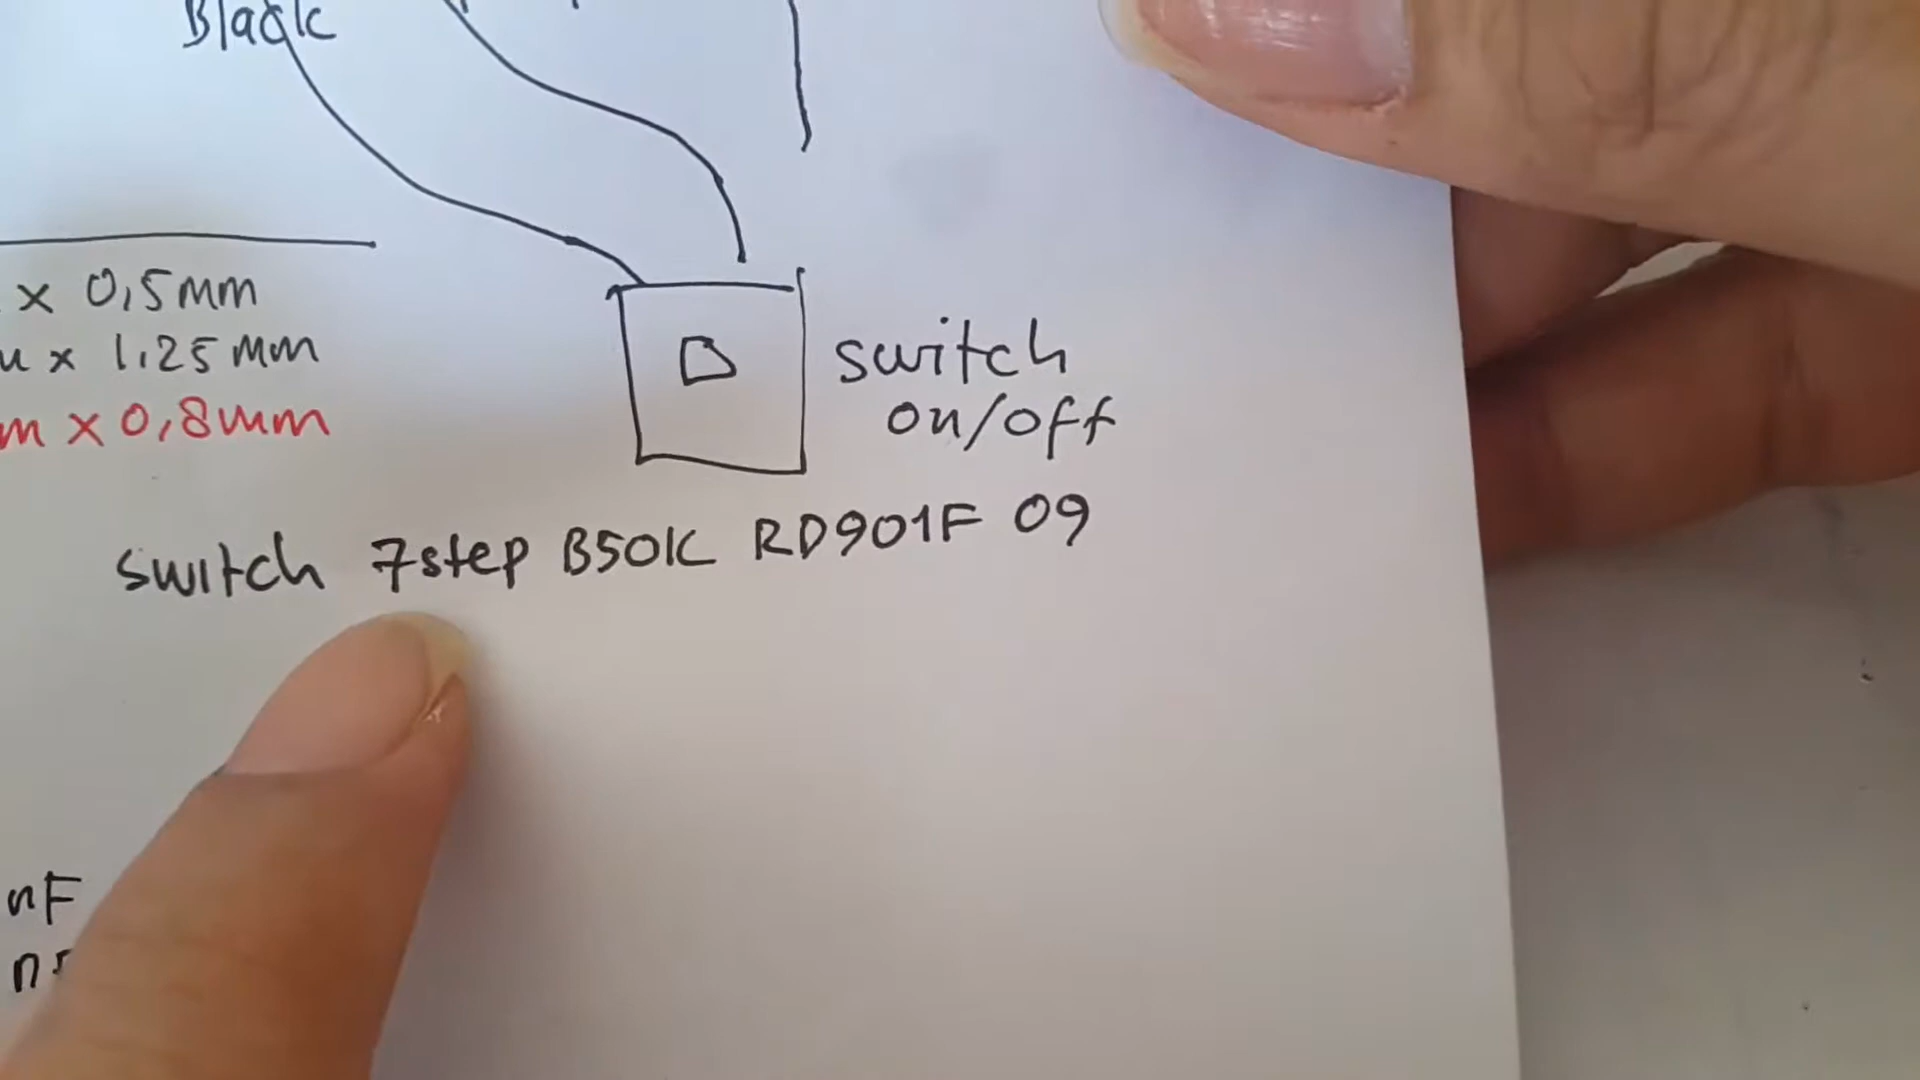 Black
x 0,5mm
x 1.25mm
m x 0,8mm
switch
on/off
switch 7step B50K RD901F 09
nF